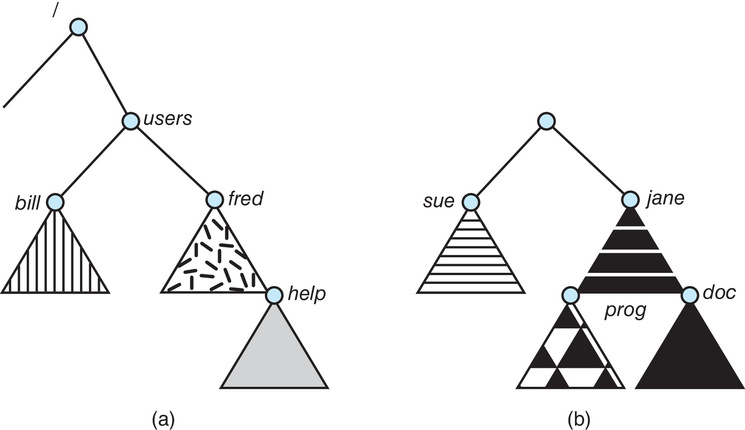 /
users
bill
fred
help
(a)
sue
jane
prog
doc
(b)